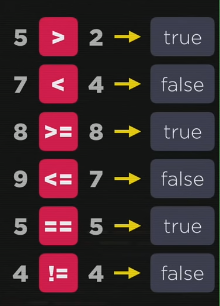 5 > 2 → true
7 < 4 → false
8 >= 8 → true
9 <= 7 → false
5 == 5 → true
4 != 4 → false